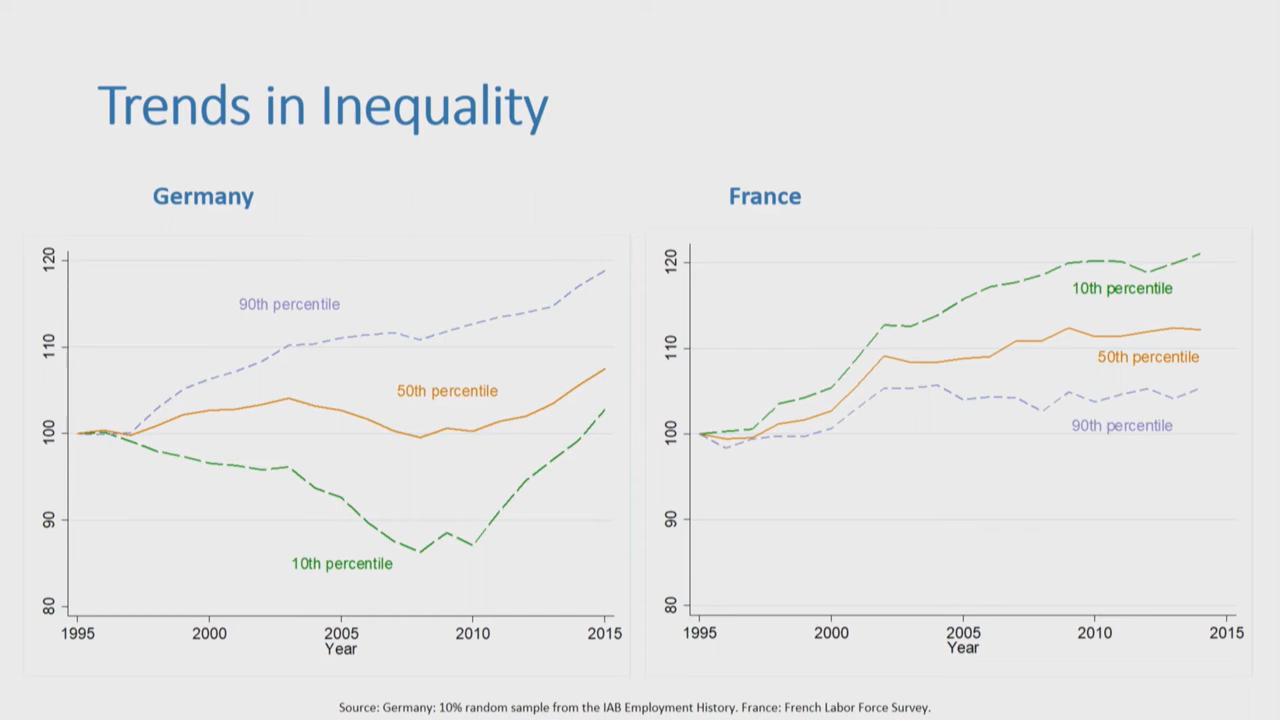 Trends in Inequality
Germany
France
120
110
100
90
80
90th percentile
50th percentile
10th percentile
1995
2000
2005
2010
2015
Year
120
110
100
90
80
10th percentile
50th percentile
90th percentile
1995
2000
2005
2010
2015
Year
Source: Germany: 10% random sample from the IAB Employment History. France: French Labor Force Survey.